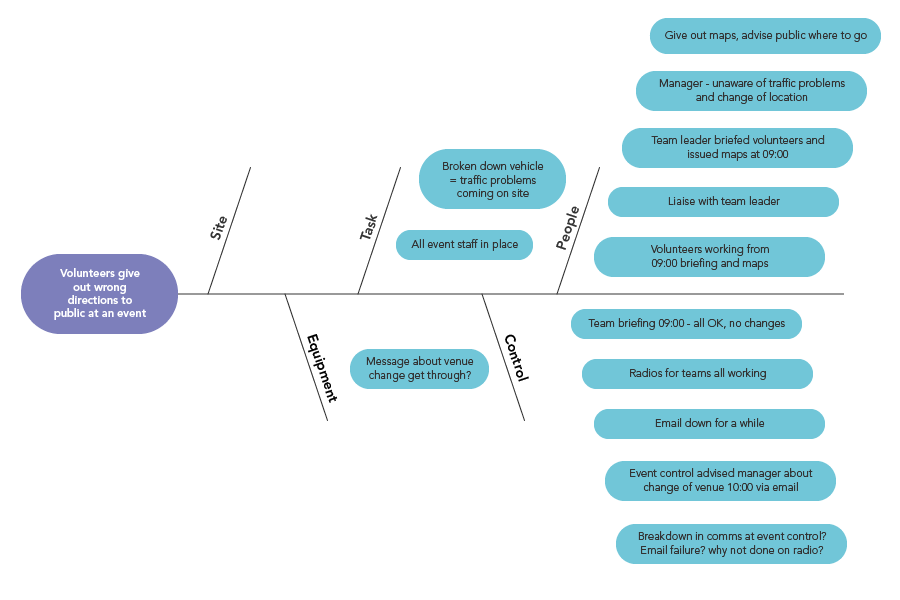 Give out maps, advise public where to go
Manager - unaware of traffic problems
and change of location
Team leader briefed volunteers and
issued maps at 09:00
Liaise with team leader
Volunteers working from
09:00 briefing and maps
People
Broken down vehicle
= traffic problems
coming on site
All event staff in place
Task
Site
Volunteers give
out wrong
directions to
public at an event
Equipment
Message about venue
change get through?
Control
Team briefing 09:00 - all OK, no changes
Radios for teams all working
Email down for a while
Event control advised manager about
change of venue 10:00 via email
Breakdown in comms at event control?
Email failure? why not done on radio?